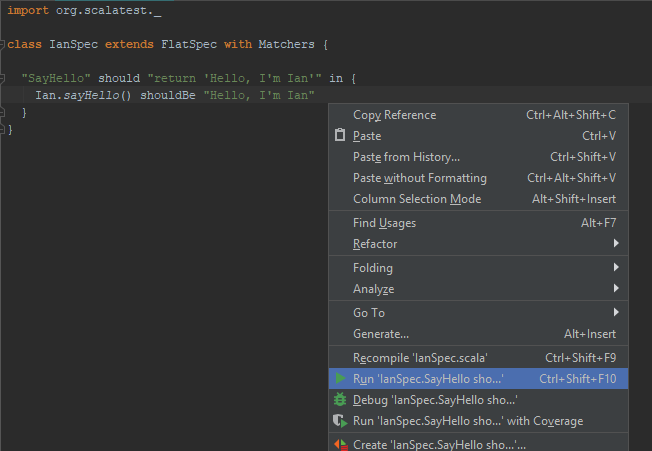 import org.scalatest._
class IanSpec extends FlatSpec with Matchers {
"SayHello" should "return 'Hello, I'm Ian'" in {
Ian.sayHello() shouldBe "Hello, I'm Ian"
}
}
Copy Reference Ctrl+Alt+Shift+C
Paste Ctrl+V
Paste from History... Ctrl+Shift+V
Paste without Formatting Ctrl+Alt+Shift+V
Column Selection Mode Alt+Shift+Insert
Find Usages Alt+F7
Refactor
Folding
Analyze
Go To
Generate... Alt+Insert
Recompile 'IanSpec.scala' Ctrl+Shift+F9
Run 'IanSpec.SayHello sho...' Ctrl+Shift+F10
Debug 'IanSpec.SayHello sho...'
Run 'IanSpec.SayHello sho...' with Coverage
Create 'IanSpec.SayHello sho...'...